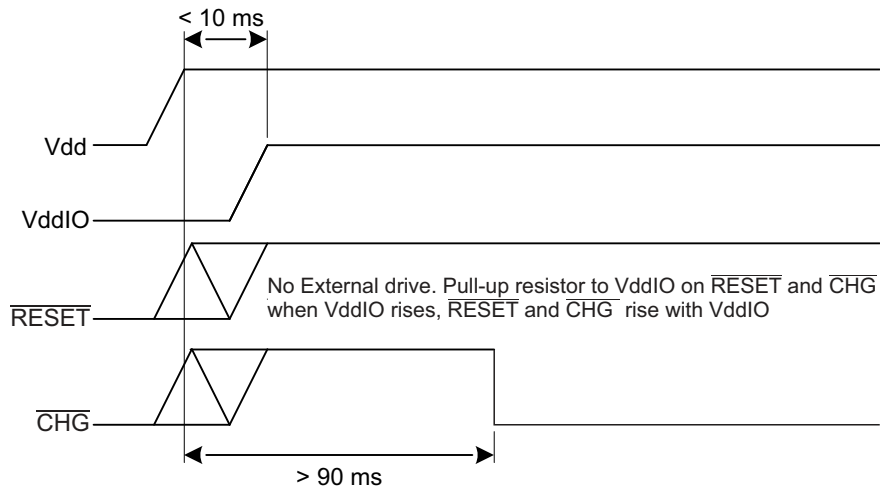 < 10 ms
Vdd
VddIO
No External drive. Pull-up resistor to VddIO on RESET and CHG
when VddIO rises, RESET and CHG rise with VddIO
RESET
CHG
> 90 ms